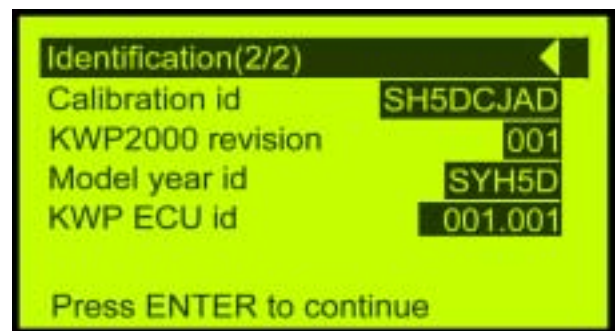 Identification(2/2)
Calibration id SH5DCJAD
KWP2000 revision 001
Model year id SYH5D
KWP ECU id 001.001
Press ENTER to continue